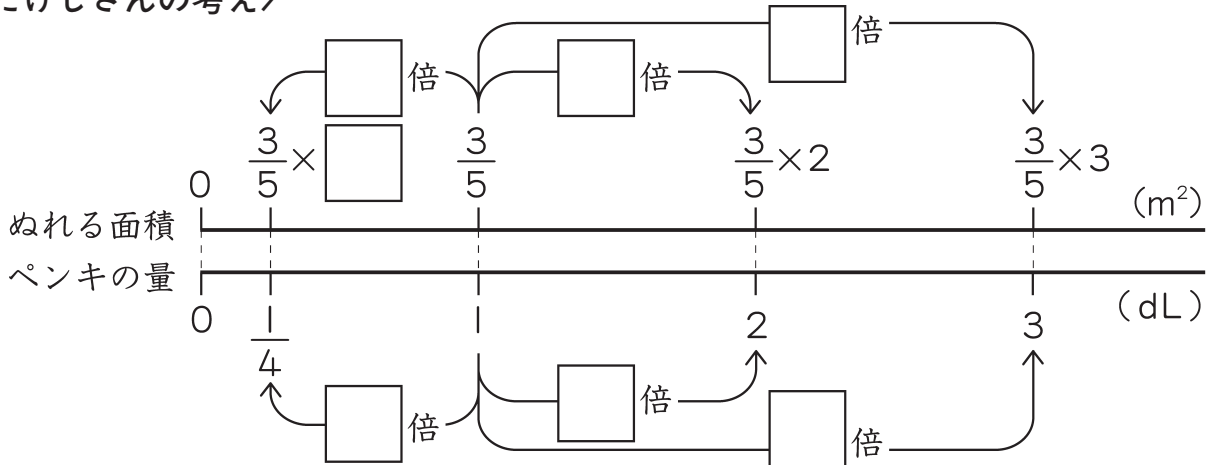 たけしさんの考え〉
倍
倍 倍
3/5× 3/5 3/5×2 3/5×3
0 (m²)
ぬれる面積
ペンキの量
0 1/4 1 2 3 (dL)
倍 倍
倍